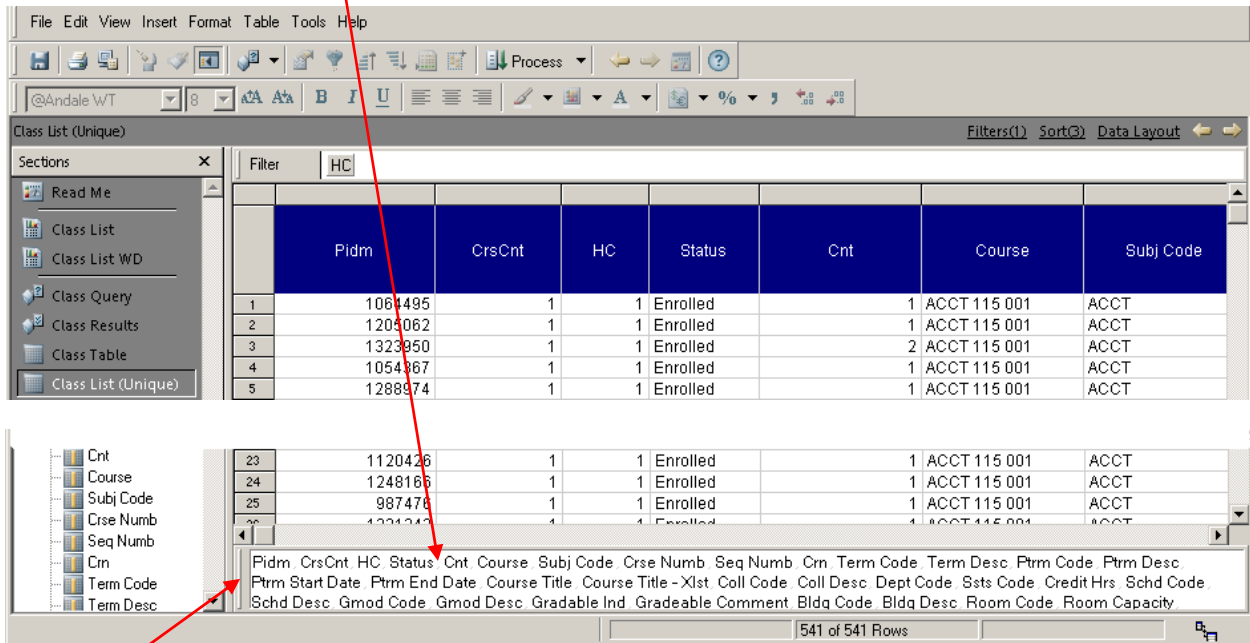 File Edit View Insert Format Table Tools Help
Process
@Andale WT 8 B I U A %
Class List (Unique) Filters(1) Sort(3) Data Layout
Sections × Filter HC
Read Me
Class List
Class List WD
Class Query
Class Results
Class Table
Class List (Unique)
Pidm CrsCnt HC Status Cnt Course Subj Code
1 1064495 1 1 Enrolled 1 ACCT 115 001 ACCT
2 1205062 1 1 Enrolled 1 ACCT 115 001 ACCT
3 1323950 1 1 Enrolled 2 ACCT 115 001 ACCT
4 1054367 1 1 Enrolled 1 ACCT 115 001 ACCT
5 1288974 1 1 Enrolled 1 ACCT 115 001 ACCT
Cnt
Course
Subj Code
Crse Numb
Seq Numb
Crn
Term Code
Term Desc
23 1120426 1 1 Enrolled 1 ACCT 115 001 ACCT
24 1248166 1 1 Enrolled 1 ACCT 115 001 ACCT
25 987476 1 1 Enrolled 1 ACCT 115 001 ACCT
Pidm, CrsCnt, HC, Status, Cnt, Course, Subj Code, Crse Numb, Seq Numb, Crn, Term Code, Term Desc, Ptrm Code, Ptrm Desc,
Ptrm Start Date, Ptrm End Date, Course Title, Course Title - Xlst, Coll Code, Coll Desc, Dept Code, Ssts Code, Credit Hrs, Schd Code,
Schd Desc, Gmod Code, Gmod Desc, Gradable Ind, Gradeable Comment, Bldg Code, Bldg Desc, Room Code, Room Capacity,
541 of 541 Rows